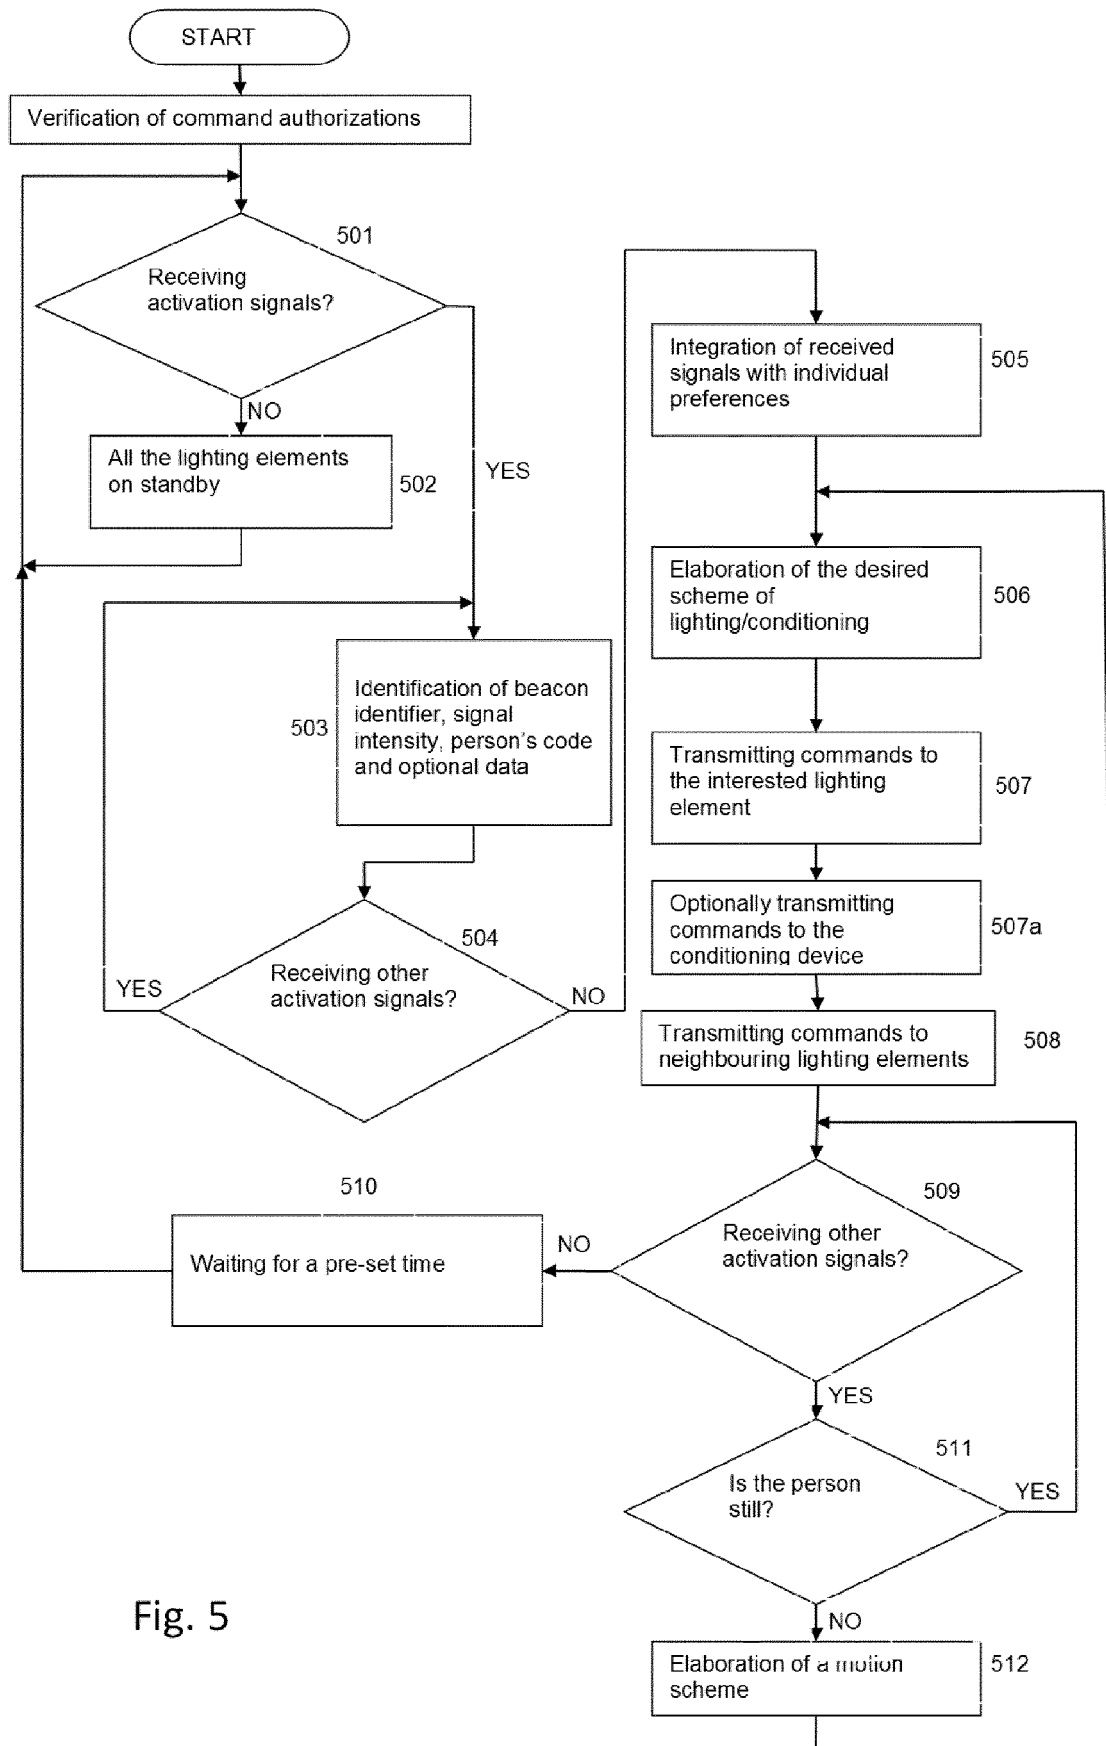 START
Verification of command authorizations
501
Receiving
activation signals?
NO
YES
All the lighting elements
on standby
502
503
Identification of beacon
identifier, signal
intensity, person's code
and optional data
504
Receiving other
activation signals?
YES
NO
Integration of received
signals with individual
preferences
505
Elaboration of the desired
scheme of
lighting/conditioning
506
Transmitting commands to
the interested lighting
element
507
Optionally transmitting
commands to the
conditioning device
507a
Transmitting commands to
neighbouring lighting elements
508
509
Receiving other
activation signals?
NO
510
Waiting for a pre-set time
YES
511
Is the person
still?
YES
NO
Elaboration of a motion
scheme
512
Fig. 5